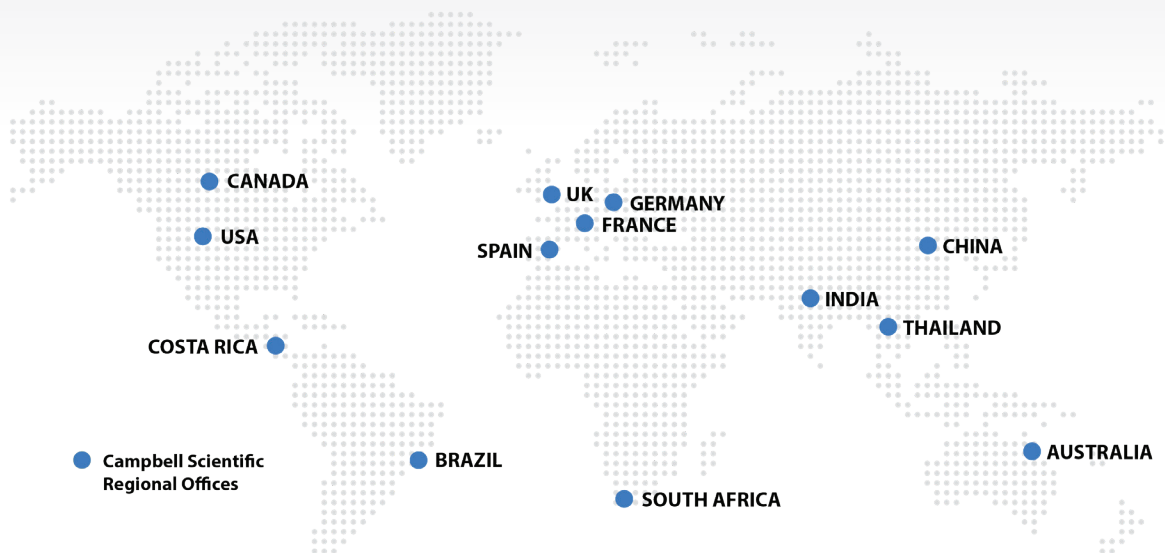 CANADA
UK
GERMANY
FRANCE
USA
SPAIN
CHINA
INDIA
THAILAND
COSTA RICA
AUSTRALIA
BRAZIL
Campbell Scientific
Regional Offices
SOUTH AFRICA